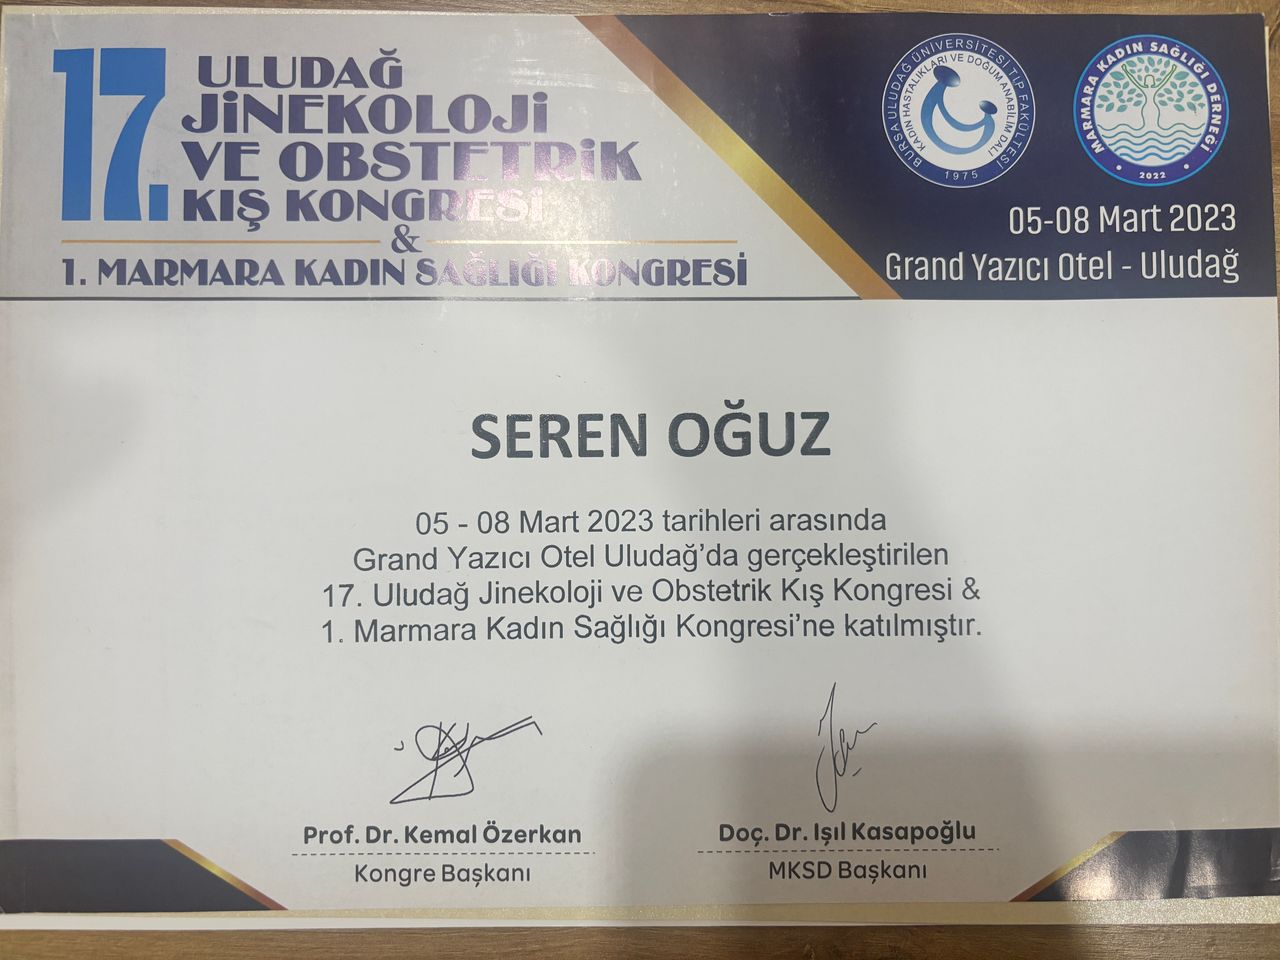 17. ULUDAĞ
JİNEKOLOJİ
VE OBSTETRİK
KIŞ KONGRESİ
&
1. MARMARA KADIN SAĞLIĞI KONGRESİ
BURSA ULUDAĞ ÜNİVERSİTESİ TIP FAKÜLTESİ
KADIN HASTALIKLARI VE DOĞUM ANABİLİM DALI
1975
MARMARA KADIN SAĞLIĞI DERNEĞİ
2022
05-08 Mart 2023
Grand Yazıcı Otel - Uludağ
SEREN OĞUZ
05 - 08 Mart 2023 tarihleri arasında
Grand Yazıcı Otel Uludağ’da gerçekleştirilen
17. Uludağ Jinekoloji ve Obstetrik Kış Kongresi &
1. Marmara Kadın Sağlığı Kongresi’ne katılmıştır.
Prof. Dr. Kemal Özerkan
Kongre Başkanı
Doç. Dr. Işıl Kasapoğlu
MKSD Başkanı